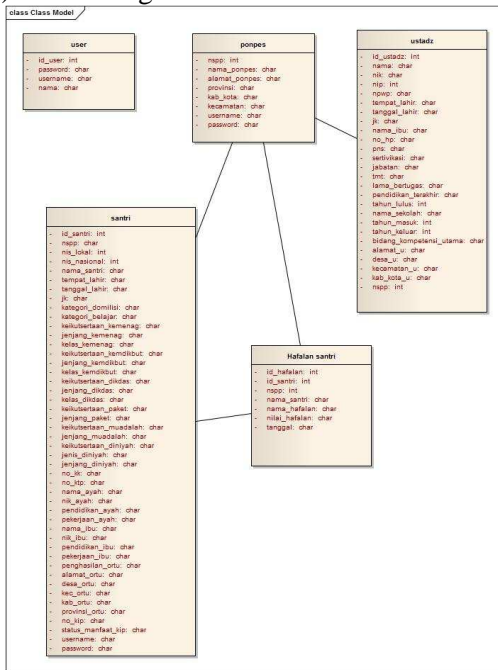 class Class Model
user
- id_user: int
- password: char
- username: char
- nama: char
ponpes
- nspp: int
- nama_ponpes: char
- alamat_ponpes: char
- provinsi: char
- kab_kota: char
- kecamatan: char
- username: char
- password: char
ustadz
- id_ustadz: int
- nama: char
- nik: char
- nip: int
- npwp: char
- tempat_lahir: char
- tanggal_lahir: char
- jk: char
- nama_ibu: char
- no_hp: char
- pns: char
- sertivikasi: char
- jabatan: char
- tmt: char
- lama_bertugas: char
- pendidikan_terakhir: char
- tahun_lulus: int
- nama_sekolah: char
- tahun_masuk: int
- tahun_keluar: int
- bidang_kompetensi_utama: char
- alamat_u: char
- desa_u: char
- kecamatan_u: char
- kab_kota_u: char
- nspp: int
santri
- id_santri: int
- nspp: char
- nis_lokal: int
- nis_nasional: int
- nama_santri: char
- tempat_lahir: char
- tanggal_lahir: char
- jk: char
- kategori_domilisi: char
- kategori_belajar: char
- keikutsertaan_kemenag: char
- jenjang_kemenag: char
- kelas_kemenag: char
- keikutsertaan_kemdikbut: char
- jenjang_kemdikbut: char
- kelas_kemdikbut: char
- keikutsertaan_dikdas: char
- jenjang_dikdas: char
- kelas_dikdas: char
- keikutsertaan_paket: char
- jenjang_paket: char
- keikutsertaan_muadalah: char
- jenjang_muadalah: char
- keikutsertaan_diniyah: char
- jenis_diniyah: char
- jenjang_diniyah: char
- no_kk: char
- no_ktp: char
- nama_ayah: char
- nik_ayah: char
- pendidikan_ayah: char
- pekerjaan_ayah: char
- nama_ibu: char
- nik_ibu: char
- pendidikan_ibu: char
- pekerjaan_ibu: char
- penghasilan_ortu: char
- alamat_ortu: char
- desa_ortu: char
- kec_ortu: char
- kab_ortu: char
- provinsi_ortu: char
- no_kip: char
- status_manfaat_kip: char
- username: char
- password: char
Hafalan santri
- id_hafalan: int
- id_santri: int
- nspp: int
- nama_santri: char
- nama_hafalan: char
- nilai_hafalan: char
- tanggal: char